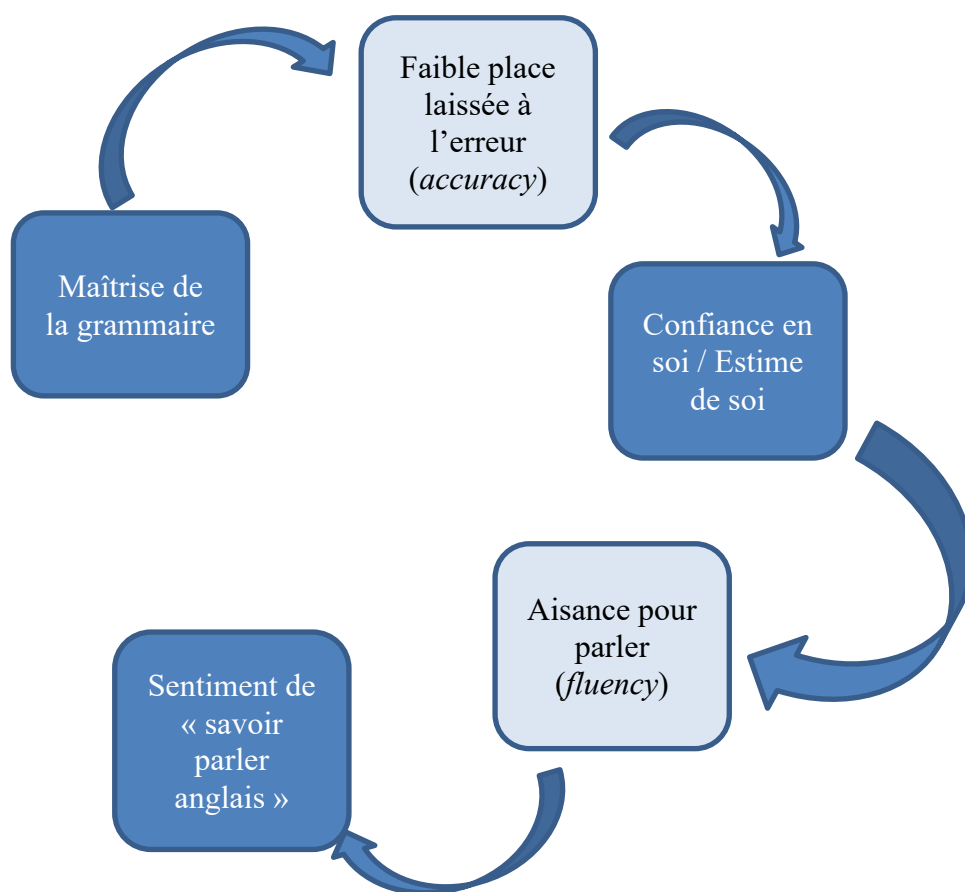 Faible place
laissée à
l’erreur
(accuracy)
Maîtrise de
la grammaire
Confiance en
soi / Estime
de soi
Aisance pour
parler
(fluency)
Sentiment de
« savoir
parler
anglais »